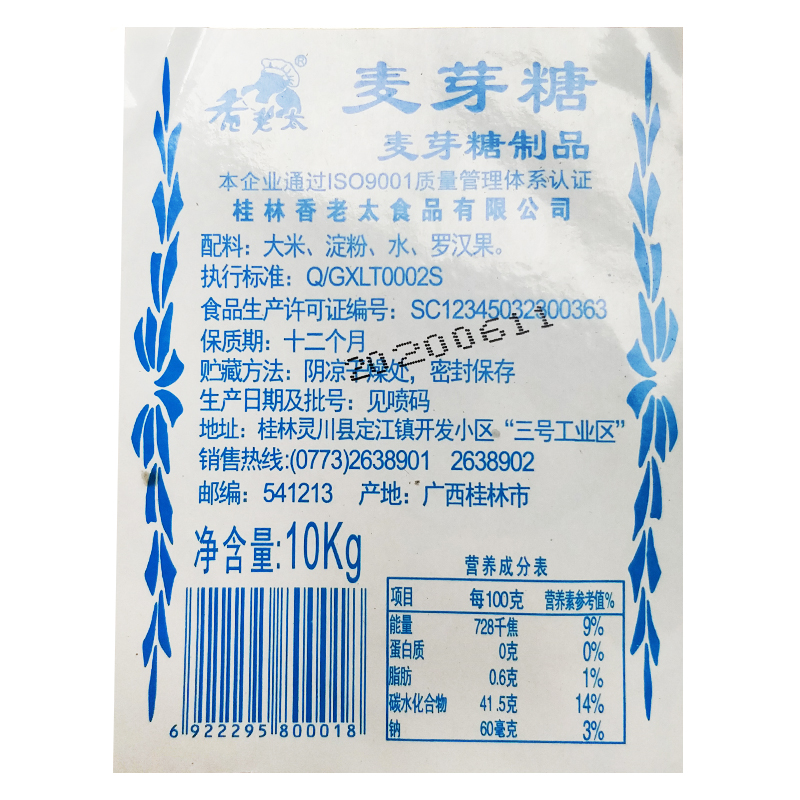 香老太®
麦芽糖
麦芽糖制品
本企业通过ISO9001质量管理体系认证
桂林香老太食品有限公司
配料：大米、淀粉、水、罗汉果。
执行标准：Q/GXLT0002S
食品生产许可证编号：SC12345032300363
保质期：十二个月
20200611
贮藏方法：阴凉干燥处，密封保存
生产日期及批号：见喷码
地址：桂林灵川县定江镇开发小区“三号工业区”
销售热线:(0773)2638901 2638902
邮编：541213 产地：广西桂林市
净含量:10Kg
6 922295 800018
营养成分表
项目 每100克 营养素参考值%
能量 728千焦 9%
蛋白质 0克 0%
脂肪 0.6克 1%
碳水化合物 41.5克 14%
钠 60毫克 3%